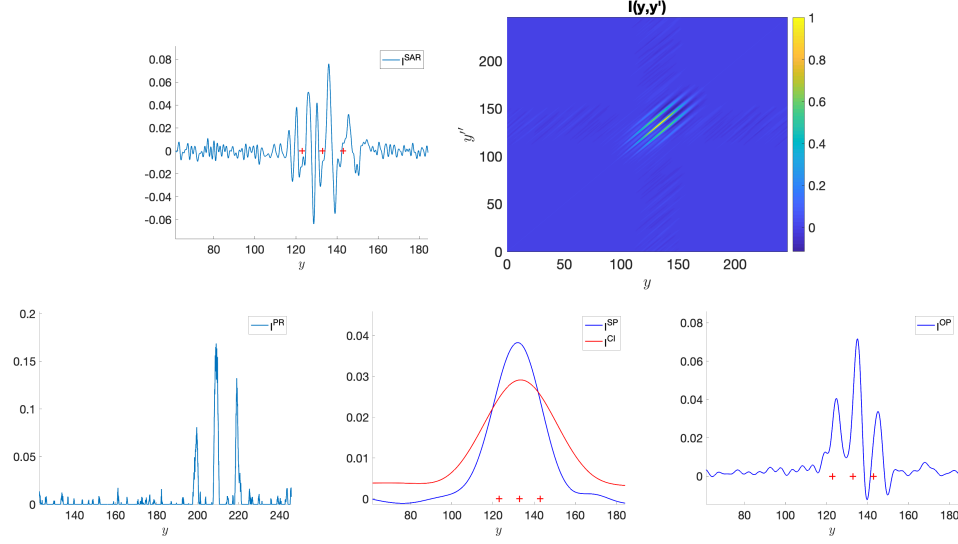 I(y,y')
I^SAR
0.08
0.06
0.04
0.02
0
-0.02
-0.04
-0.06
80 100 120 140 160 180
y
y''
200
150
100
50
0
0 50 100 150 200
y
1
0.8
0.6
0.4
0.2
0
I^PR
0.2
0.15
0.1
0.05
0
140 160 180 200 220 240
y
I^SP
I^CI
0.04
0.03
0.02
0.01
0
80 100 120 140 160 180
y
I^OP
0.08
0.06
0.04
0.02
0
80 100 120 140 160 180
y